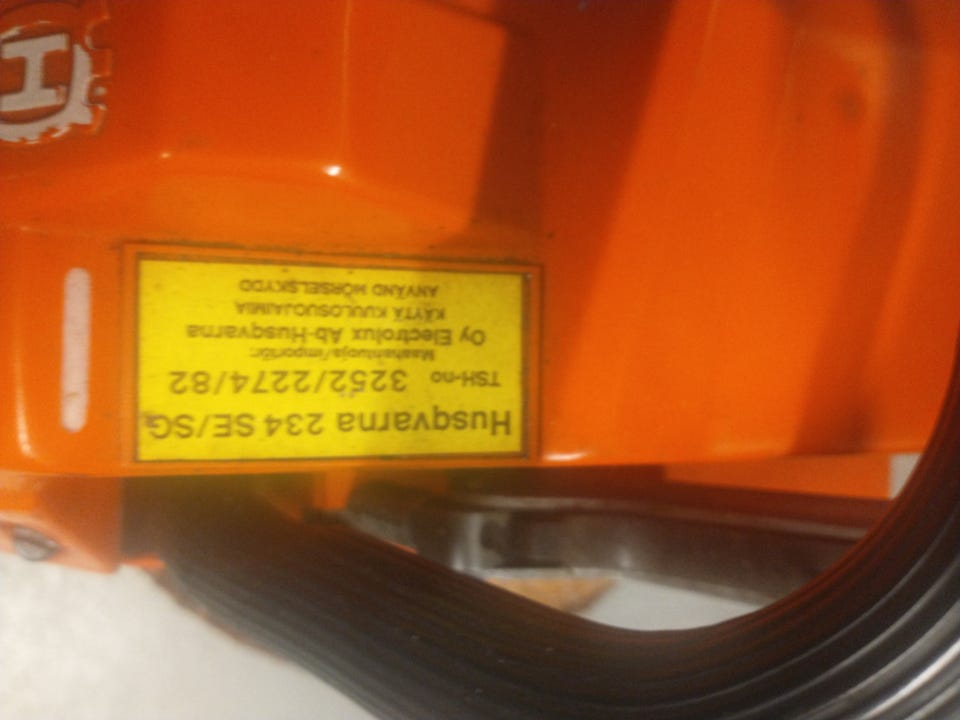 Husqvarna 234 SE/SG
TSH-no 3252/2274/82
Maahantuoja/Importör:
Oy Electrolux Ab-Husqvarna
KÄYTÄ KUULOSUOJAIMIA
ANVÄND HÖRSELSKYDD
H